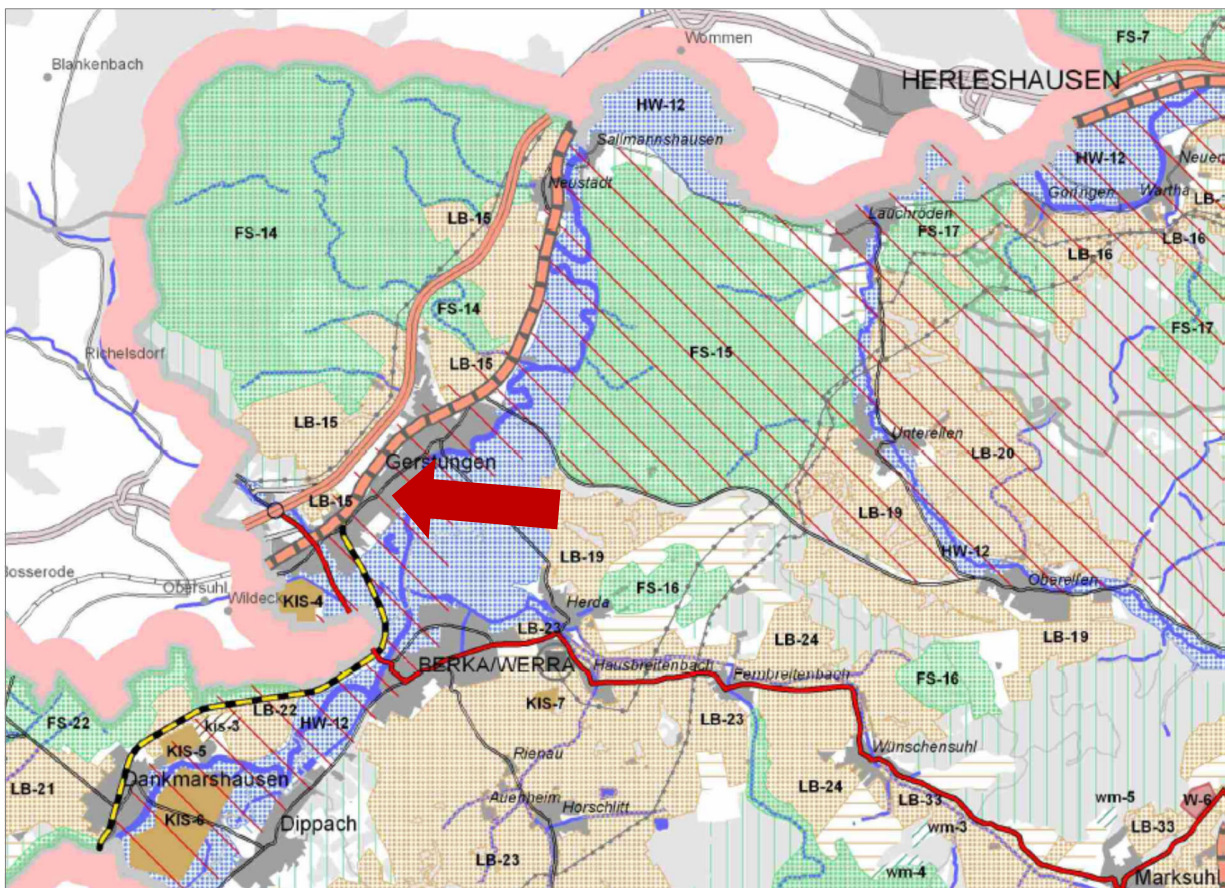 Wommen
FS-7
Blankenbach
HERLESHAUSEN
HW-12
Sallmannshausen
HW-12
Neustädt
Göringen
Wartha
LB-15
Lauchröden
FS-17
LB-16
LB-16
FS-14
FS-14
FS-17
Richelsdorf
LB-15
FS-15
LB-15
Unterellen
LB-20
Gerstungen
LB-15
LB-19
HW-12
LB-19
Obersuhl
Oberellen
KIS-4
Wildeck
FS-16
Herda
LB-23
LB-24
LB-19
BERKA/WERRA
Hausbreitenbach
Fernbreitenbach
FS-16
LB-22
KIS-7
FS-22
kis-3
HW-12
LB-23
KIS-5
Rienau
Wünschensuhl
Dankmarshausen
LB-21
LB-24
Auenheim
Horschlitt
LB-33
wm-5
W-6
KIS-6
Dippach
wm-3
LB-33
LB-23
wm-4
Marksuhl